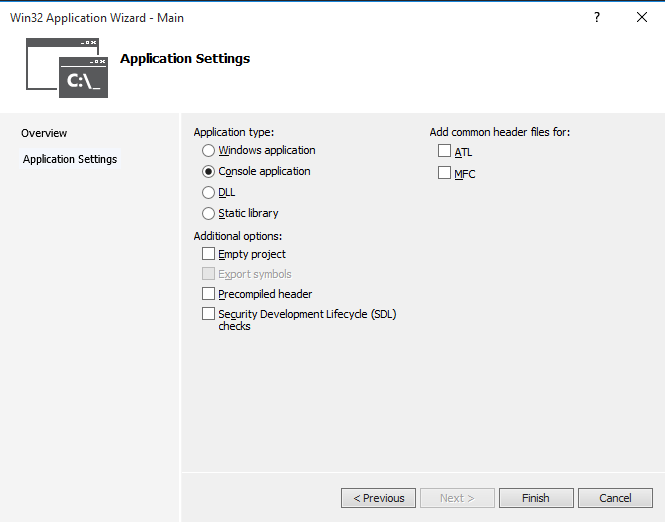 Win32 Application Wizard - Main
?
Application Settings
C:\_
Overview
Application Settings
Application type:
Windows application
Console application
DLL
Static library
Additional options:
Empty project
Export symbols
Precompiled header
Security Development Lifecycle (SDL)
checks
Add common header files for:
ATL
MFC
< Previous
Next >
Finish
Cancel